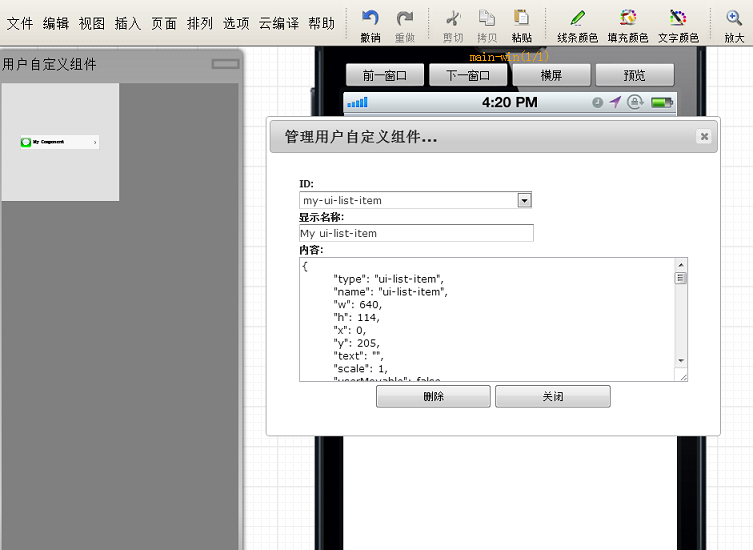 文件 编辑 视图 插入 页面 排列 选项 云编译 帮助
撤销 重做 剪切 拷贝 粘贴 线条颜色 填充颜色 文字颜色 放大
用户自定义组件
My Component
main-win(1/1)
前一窗口 下一窗口 横屏 预览
4:20 PM
管理用户自定义组件...
ID:
my-ui-list-item
显示名称:
My ui-list-item
内容:
{
"type": "ui-list-item",
"name": "ui-list-item",
"w": 640,
"h": 114,
"x": 0,
"y": 205,
"text": "",
"scale": 1,
"userMovable": false
删除 关闭